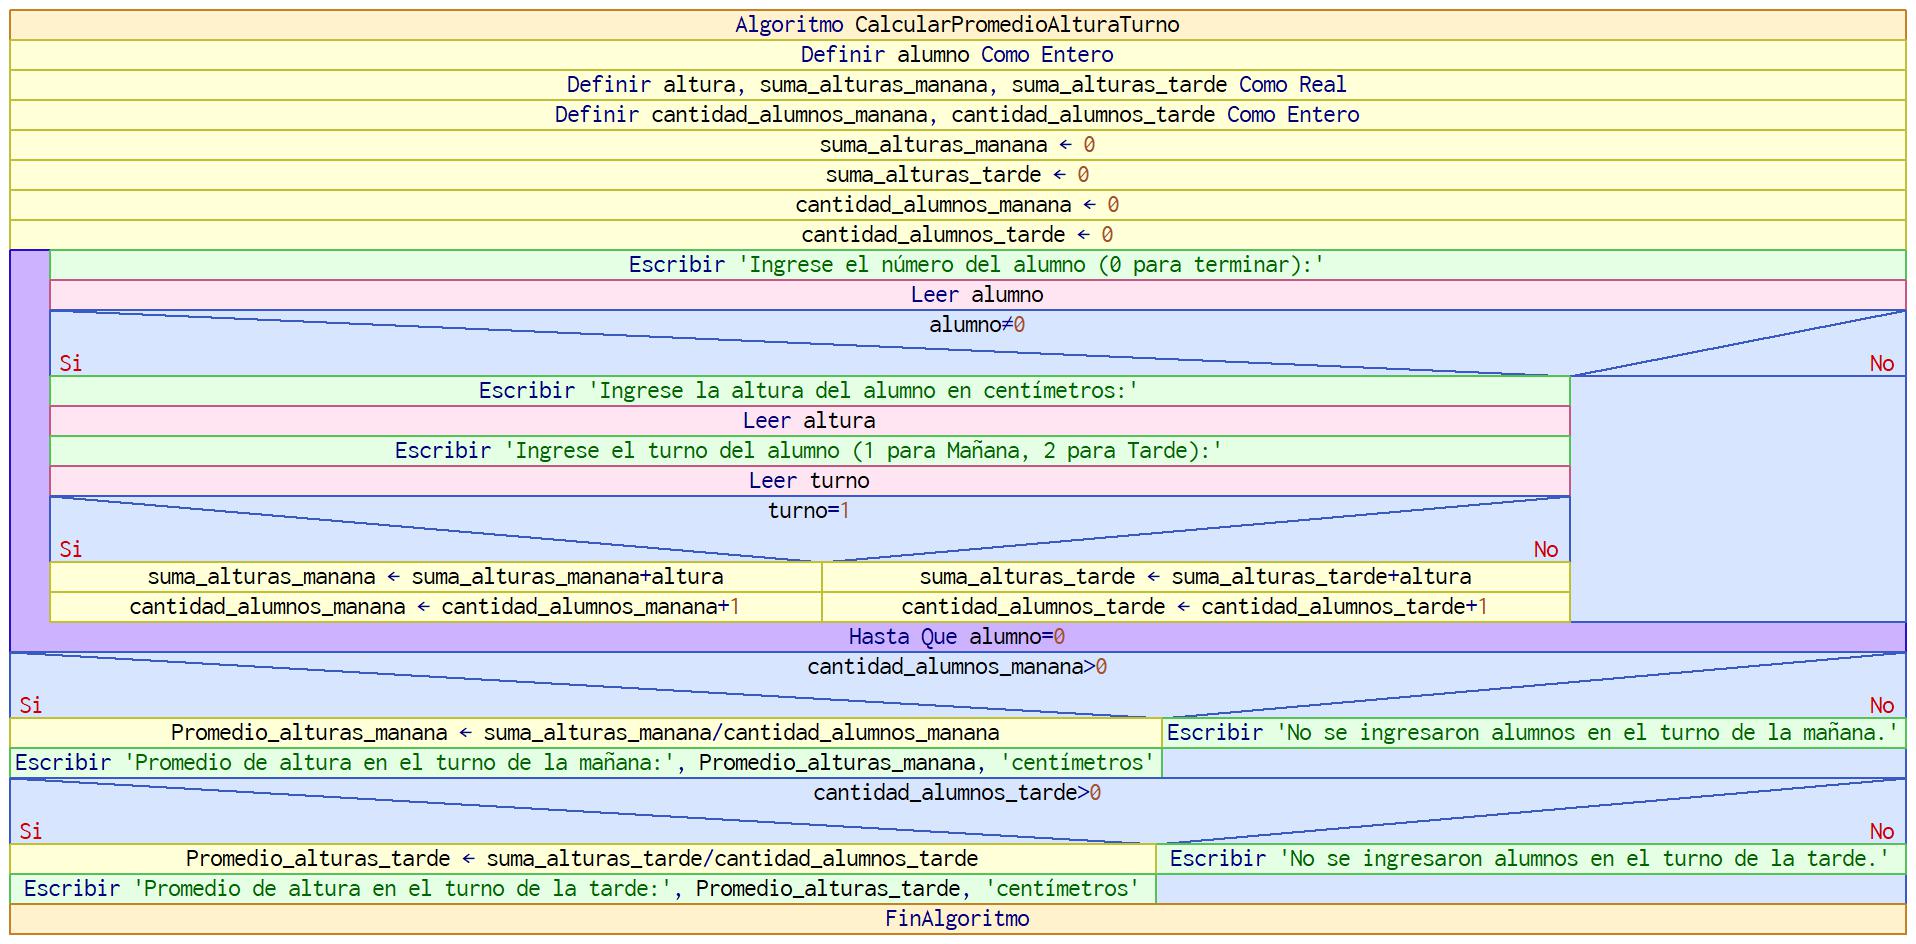 Algoritmo CalcularPromedioAlturaTurno
Definir alumno Como Entero
Definir altura, suma_alturas_manana, suma_alturas_tarde Como Real
Definir cantidad_alumnos_manana, cantidad_alumnos_tarde Como Entero
suma_alturas_manana ← 0
suma_alturas_tarde ← 0
cantidad_alumnos_manana ← 0
cantidad_alumnos_tarde ← 0
Escribir 'Ingrese el número del alumno (0 para terminar):'
Leer alumno
alumno≠0
Si No
Escribir 'Ingrese la altura del alumno en centímetros:'
Leer altura
Escribir 'Ingrese el turno del alumno (1 para Mañana, 2 para Tarde):'
Leer turno
turno=1
Si No
suma_alturas_manana ← suma_alturas_manana+altura suma_alturas_tarde ← suma_alturas_tarde+altura
cantidad_alumnos_manana ← cantidad_alumnos_manana+1 cantidad_alumnos_tarde ← cantidad_alumnos_tarde+1
Hasta Que alumno=0
cantidad_alumnos_manana>0
Si No
Promedio_alturas_manana ← suma_alturas_manana/cantidad_alumnos_manana Escribir 'No se ingresaron alumnos en el turno de la mañana.'
Escribir 'Promedio de altura en el turno de la mañana:', Promedio_alturas_manana, 'centímetros'
cantidad_alumnos_tarde>0
Si No
Promedio_alturas_tarde ← suma_alturas_tarde/cantidad_alumnos_tarde Escribir 'No se ingresaron alumnos en el turno de la tarde.'
Escribir 'Promedio de altura en el turno de la tarde:', Promedio_alturas_tarde, 'centímetros'
FinAlgoritmo